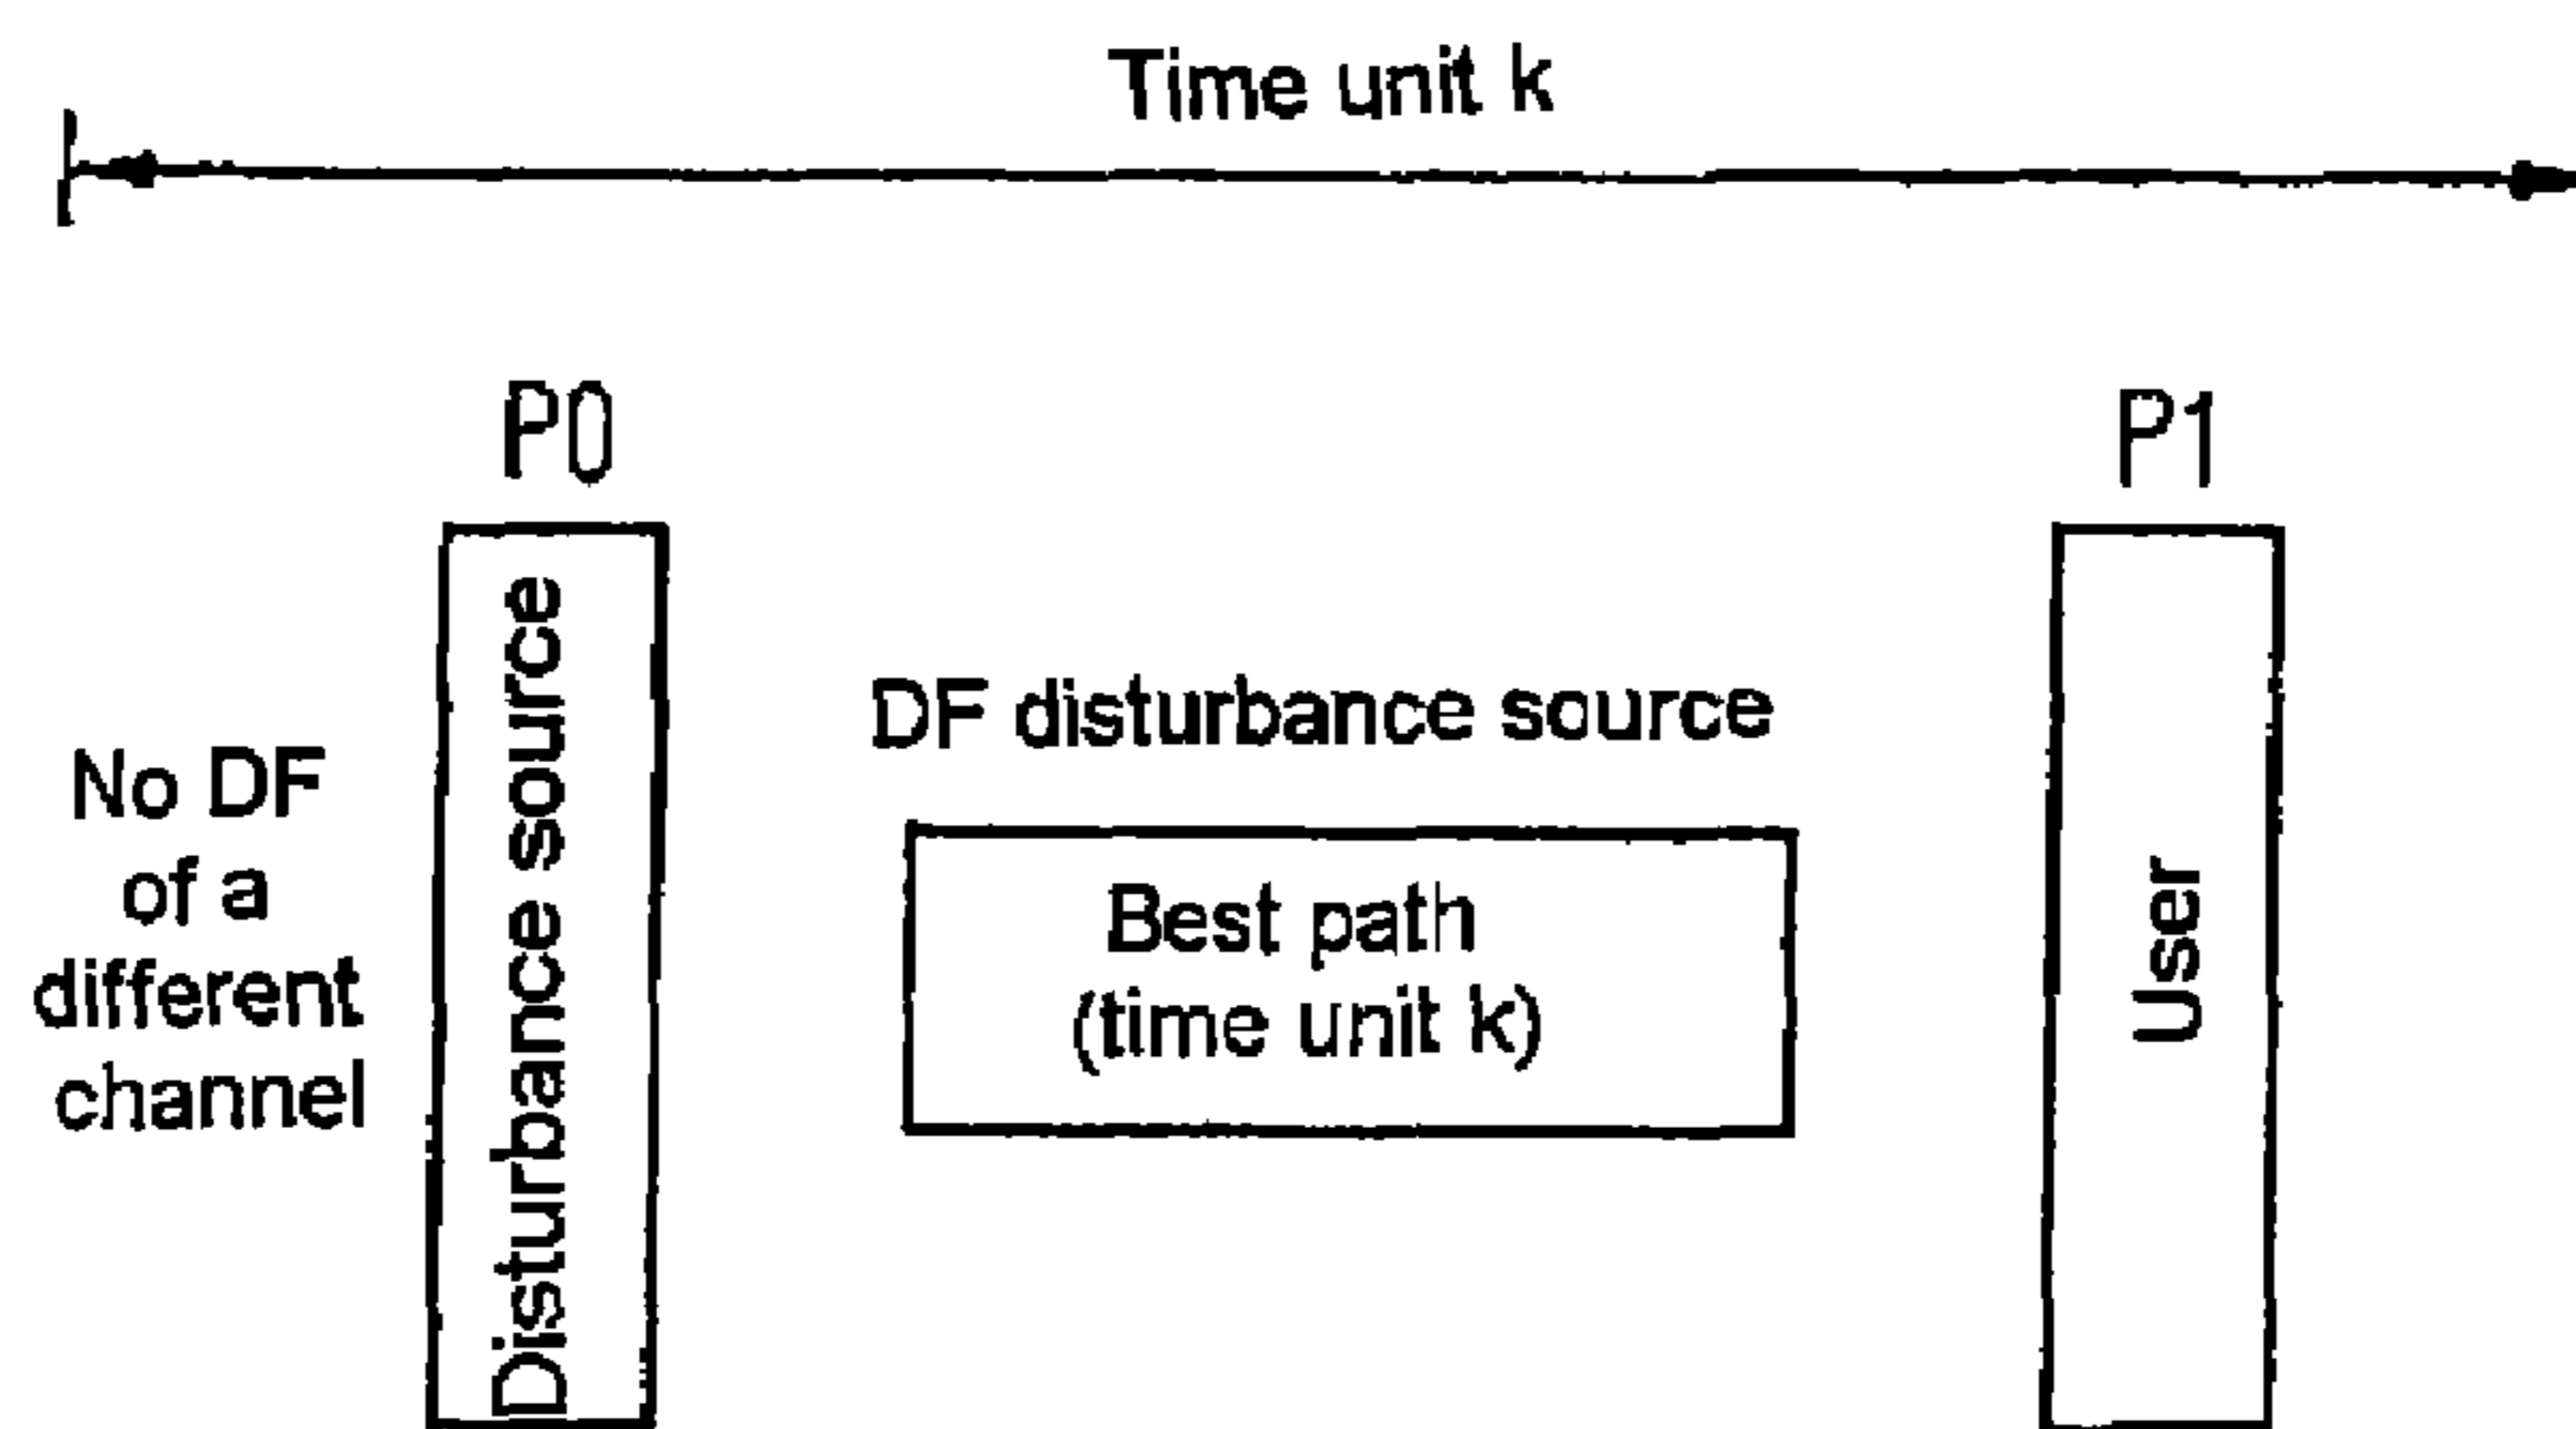 Time unit k
P0
P1
No DF
of a
different
channel
Disturbance source
DF disturbance source
Best path
(time unit k)
User